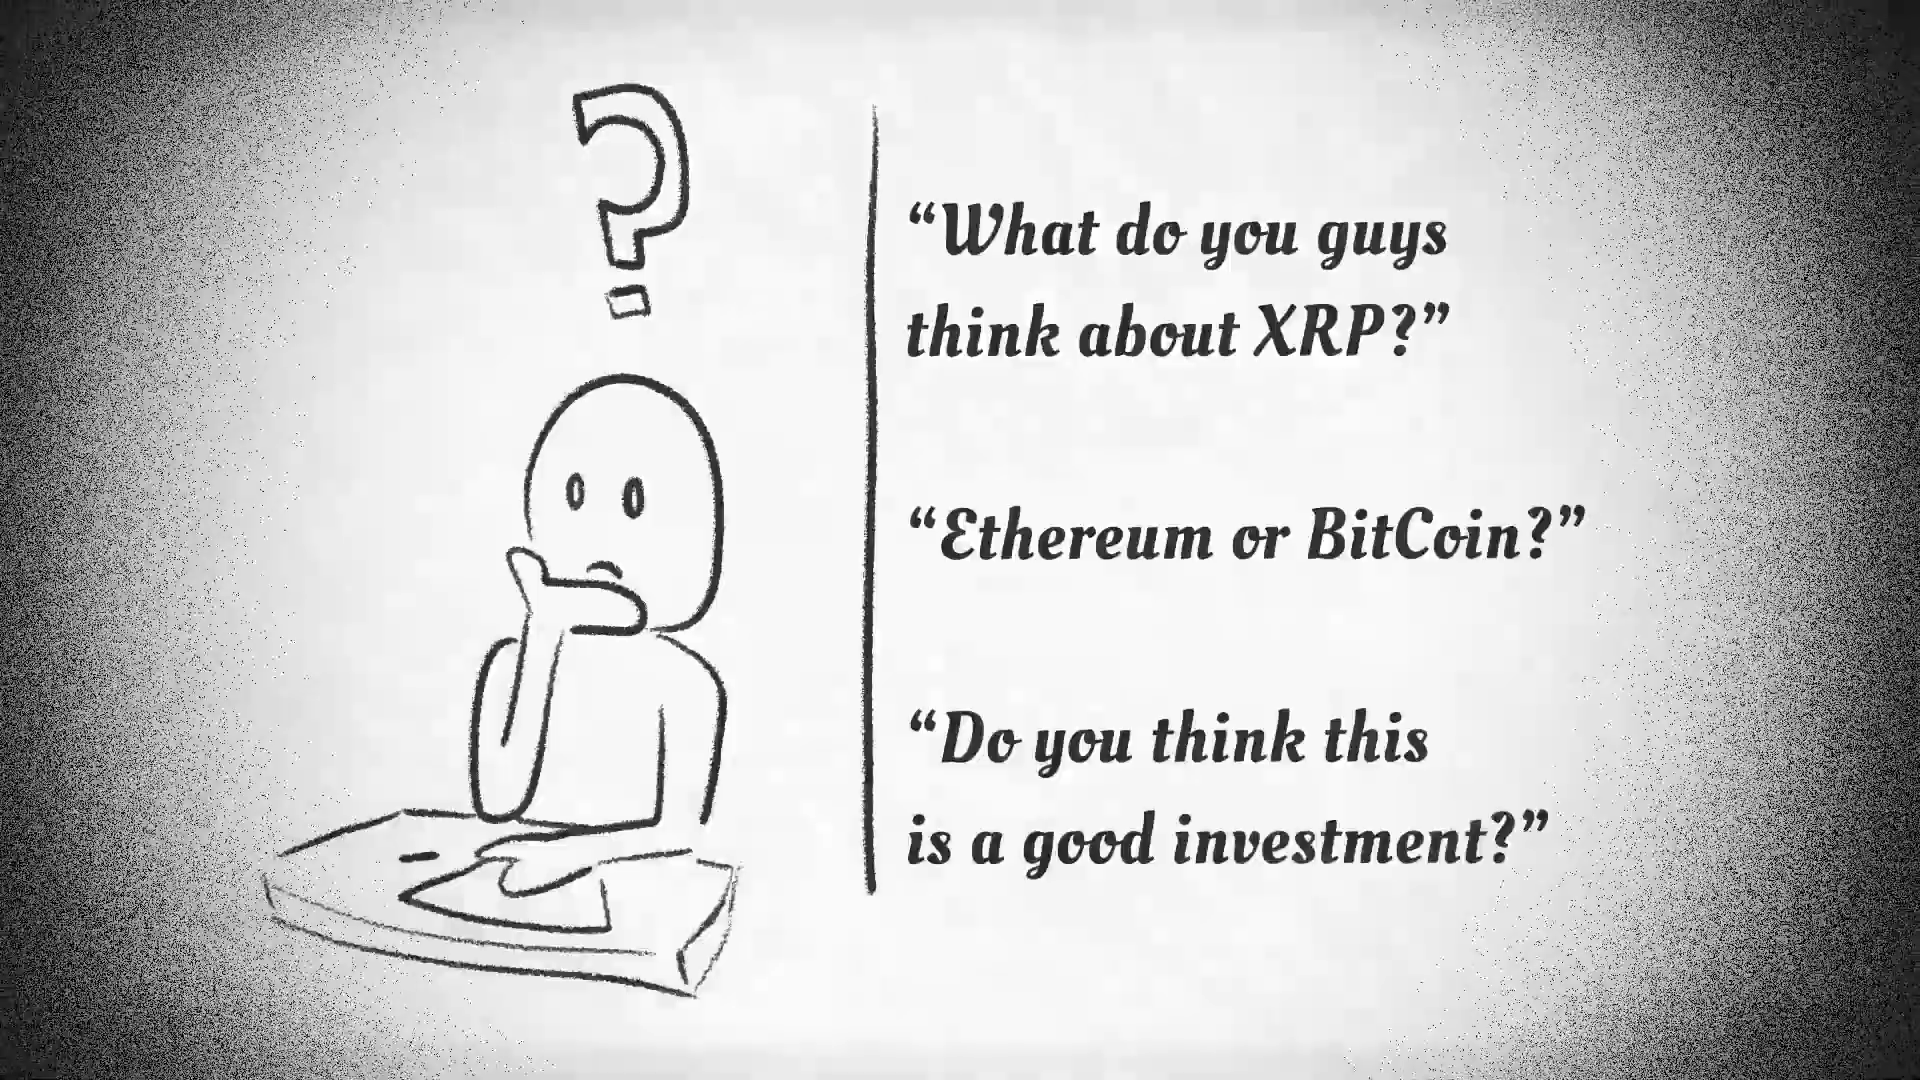 “What do you guys
think about XRP?”
“Ethereum or BitCoin?”
“Do you think this
is a good investment?”